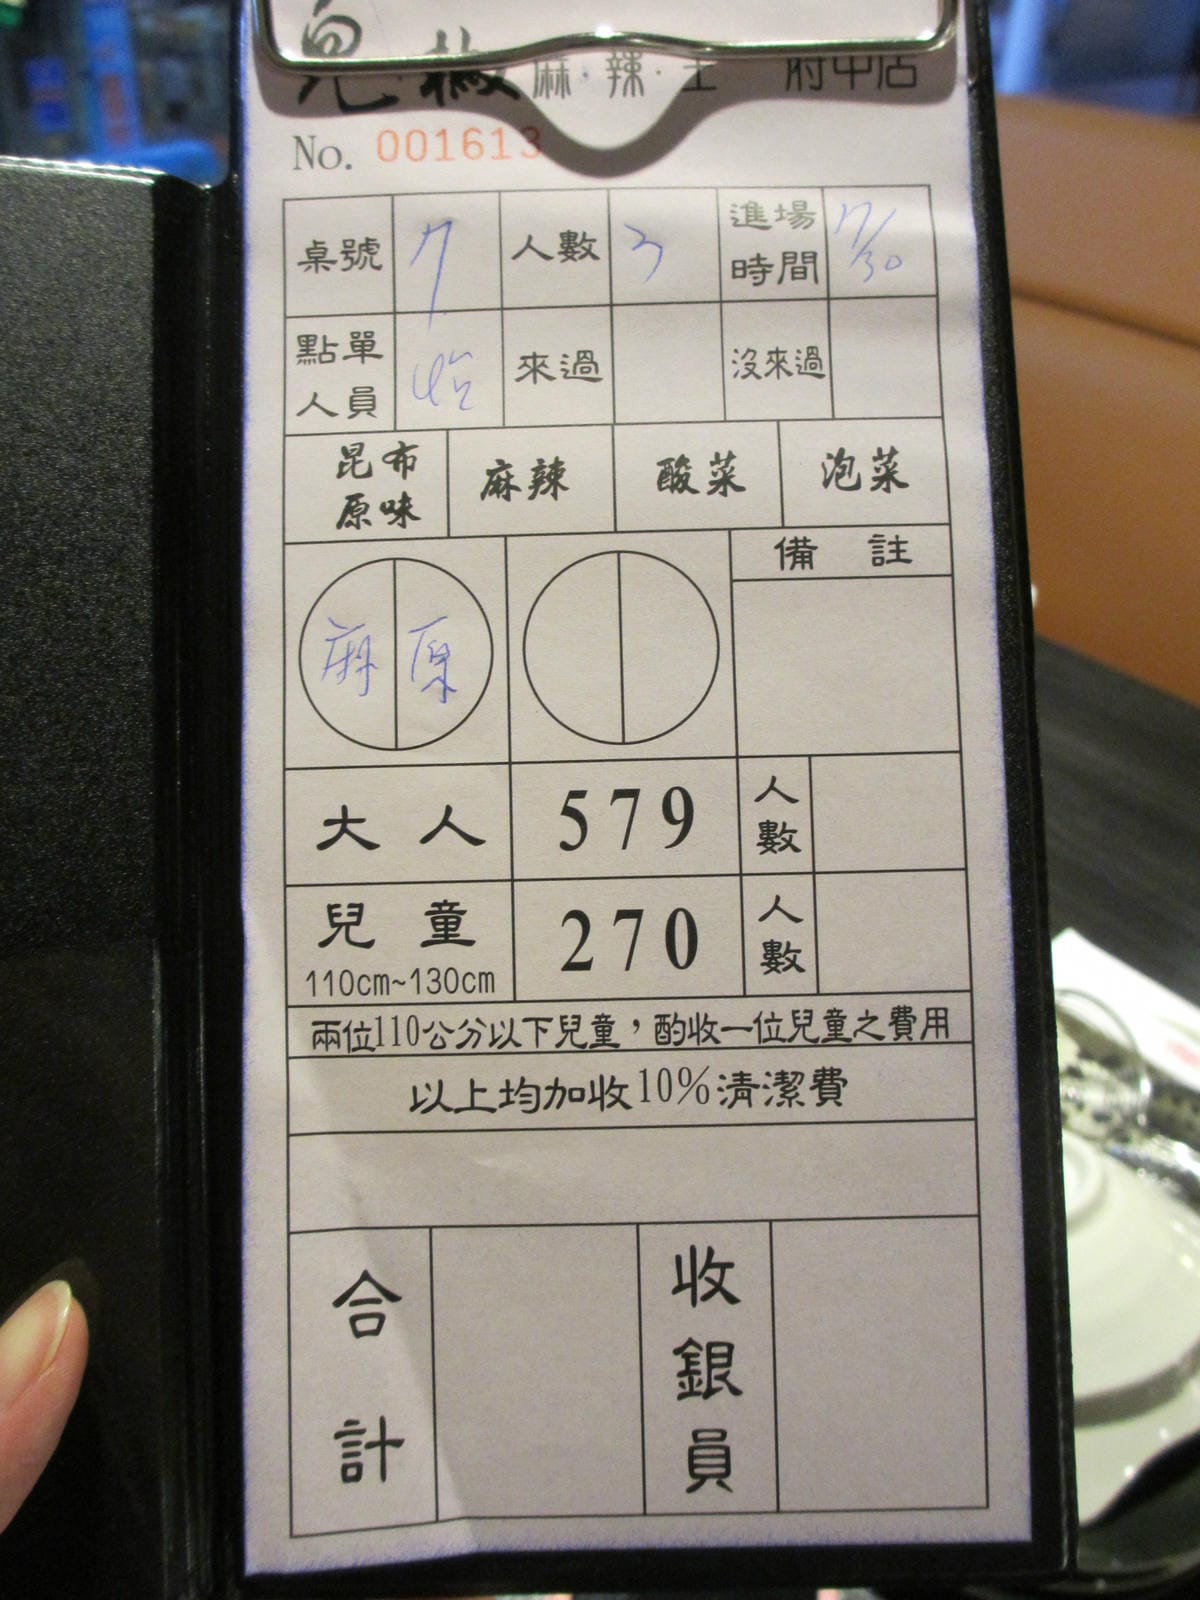 鬼椒 麻·辣·王 府中店
No. 001613
桌號 7 人數 3 進場時間 17/30
點單人員 怡 來過 沒來過
昆布原味 麻辣 酸菜 泡菜
備註
麻 原
大人 579 人數
兒童 110cm~130cm 270 人數
兩位110公分以下兒童，酌收一位兒童之費用
以上均加收10%清潔費
合計 收銀員